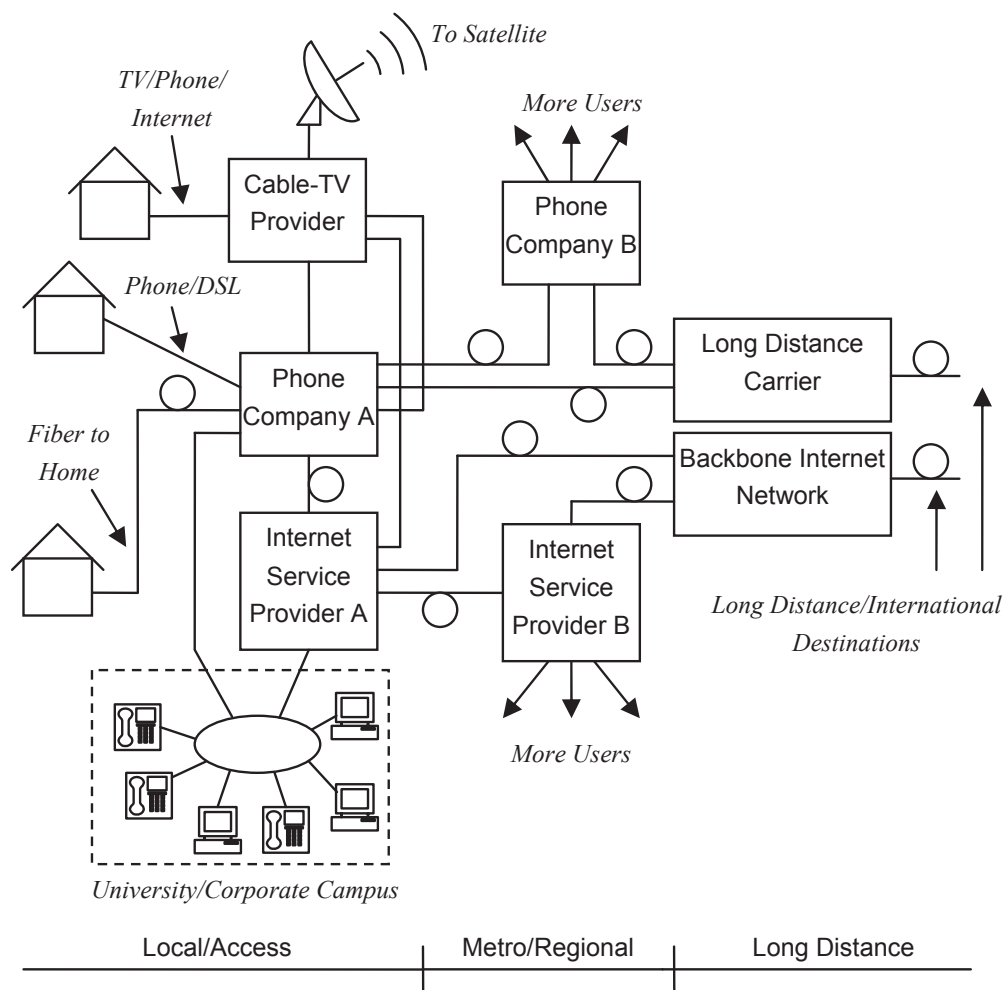 To Satellite
TV/Phone/
Internet
More Users
Cable-TV
Provider
Phone
Company B
Phone/DSL
Long Distance
Carrier
Phone
Company A
Fiber to
Home
Backbone Internet
Network
Internet
Service
Provider A
Internet
Service
Provider B
Long Distance/International
Destinations
More Users
University/Corporate Campus
Local/Access
Metro/Regional
Long Distance